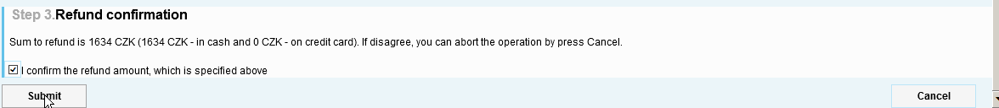 Step 3.Refund confirmation
Sum to refund is 1634 CZK (1634 CZK - in cash and 0 CZK - on credit card). If disagree, you can abort the operation by press Cancel.
I confirm the refund amount, which is specified above
Submit Cancel